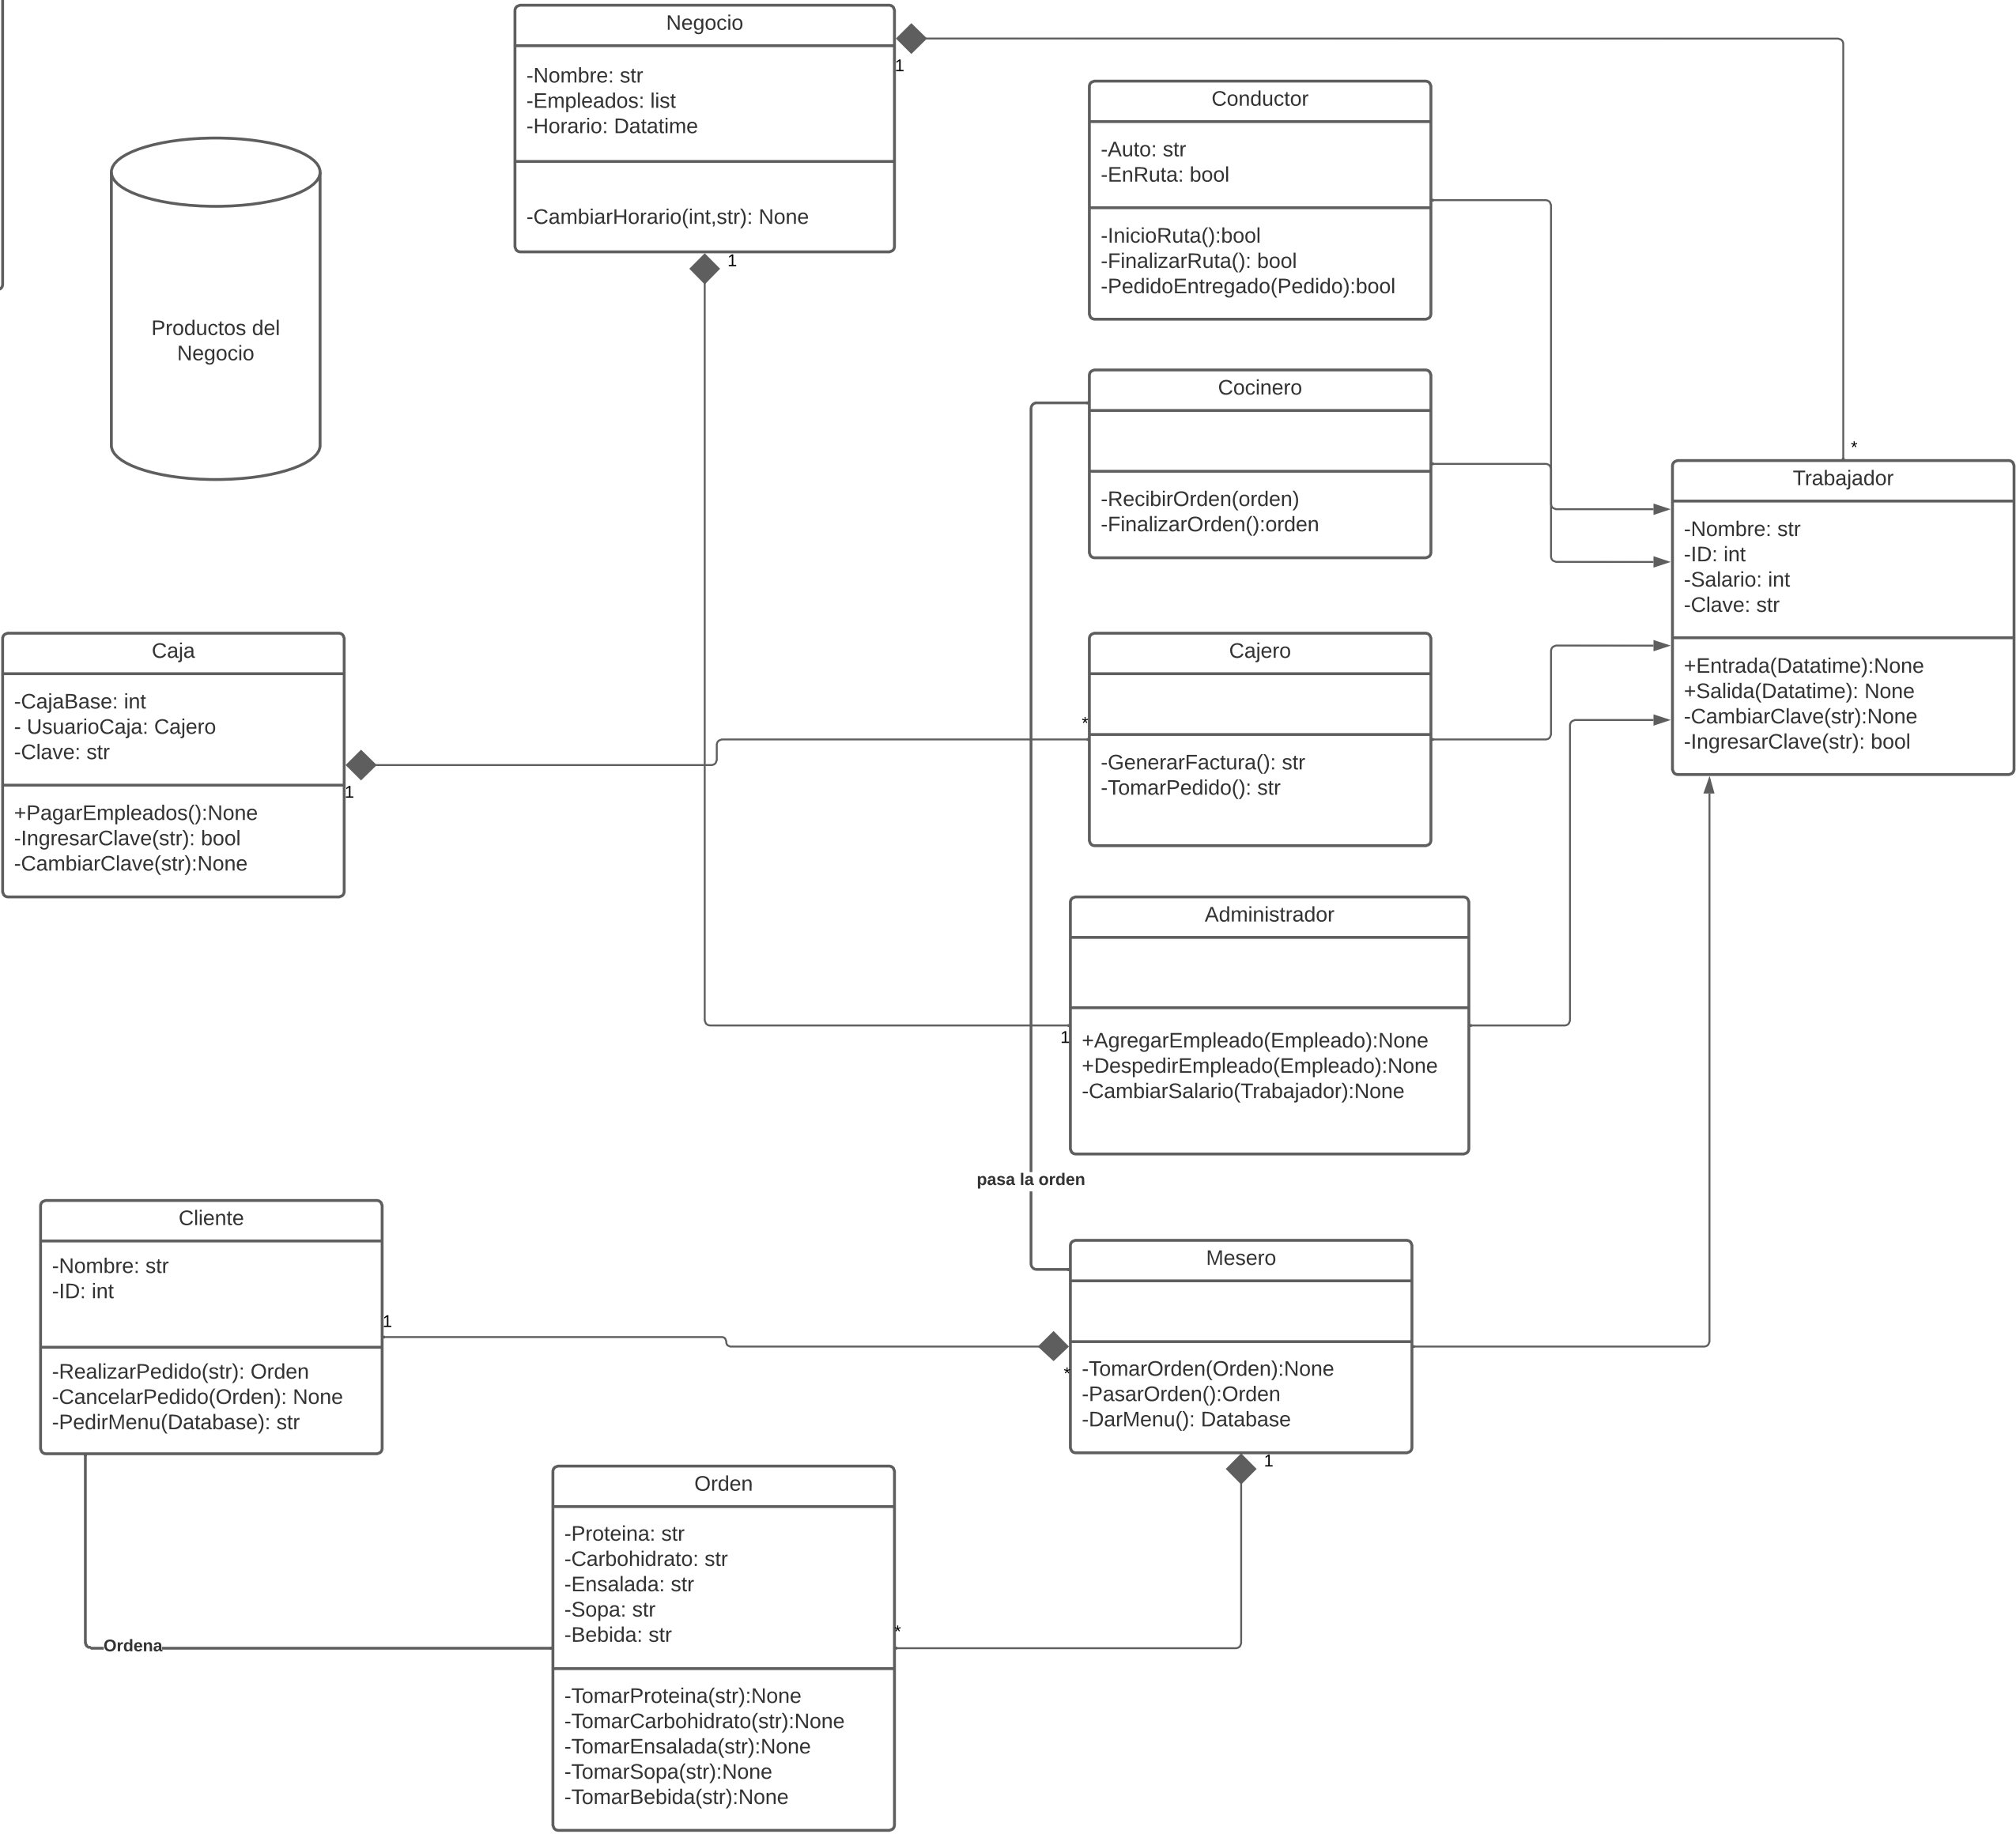 Negocio
-Nombre: str
-Empleados: list
-Horario: Datatime
-CambiarHorario(int,str): None
1
1
Productos del
Negocio
Conductor
-Auto: str
-EnRuta: bool
-InicioRuta():bool
-FinalizarRuta(): bool
-PedidoEntregado(Pedido):bool
Cocinero
-RecibirOrden(orden)
-FinalizarOrden():orden
*
Trabajador
-Nombre: str
-ID: int
-Salario: int
-Clave: str
+Entrada(Datatime):None
+Salida(Datatime): None
-CambiarClave(str):None
-IngresarClave(str): bool
Caja
-CajaBase: int
- UsuarioCaja: Cajero
-Clave: str
+PagarEmpleados():None
-IngresarClave(str): bool
-CambiarClave(str):None
1
*
Cajero
-GenerarFactura(): str
-TomarPedido(): str
Administrador
1
+AgregarEmpleado(Empleado):None
+DespedirEmpleado(Empleado):None
-CambiarSalario(Trabajador):None
pasa la orden
Cliente
-Nombre: str
-ID: int
-RealizarPedido(str): Orden
-CancelarPedido(Orden): None
-PedirMenu(Database): str
1
*
Mesero
-TomarOrden(Orden):None
-PasarOrden():Orden
-DarMenu(): Database
1
Orden
-Proteina: str
-Carbohidrato: str
-Ensalada: str
-Sopa: str
-Bebida: str
*
Ordena
-TomarProteina(str):None
-TomarCarbohidrato(str):None
-TomarEnsalada(str):None
-TomarSopa(str):None
-TomarBebida(str):None